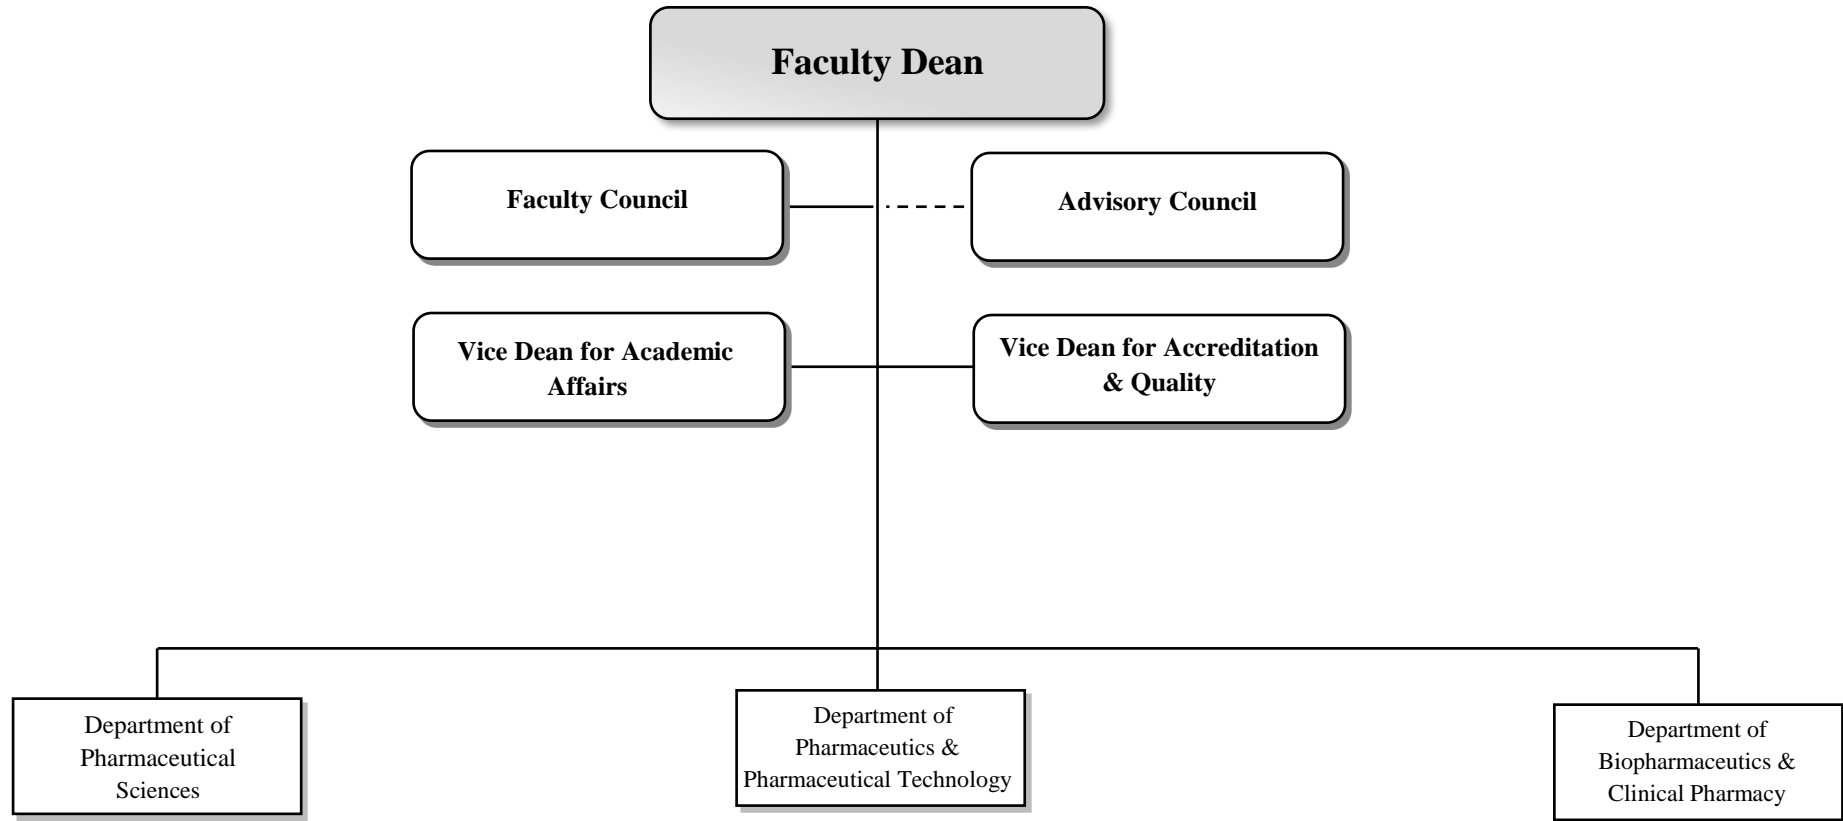 Faculty Dean
Faculty Council
Advisory Council
Vice Dean for Academic
Affairs
Vice Dean for Accreditation
& Quality
Department of
Pharmaceutical
Sciences
Department of
Pharmaceutics &
Pharmaceutical Technology
Department of
Biopharmaceutics &
Clinical Pharmacy